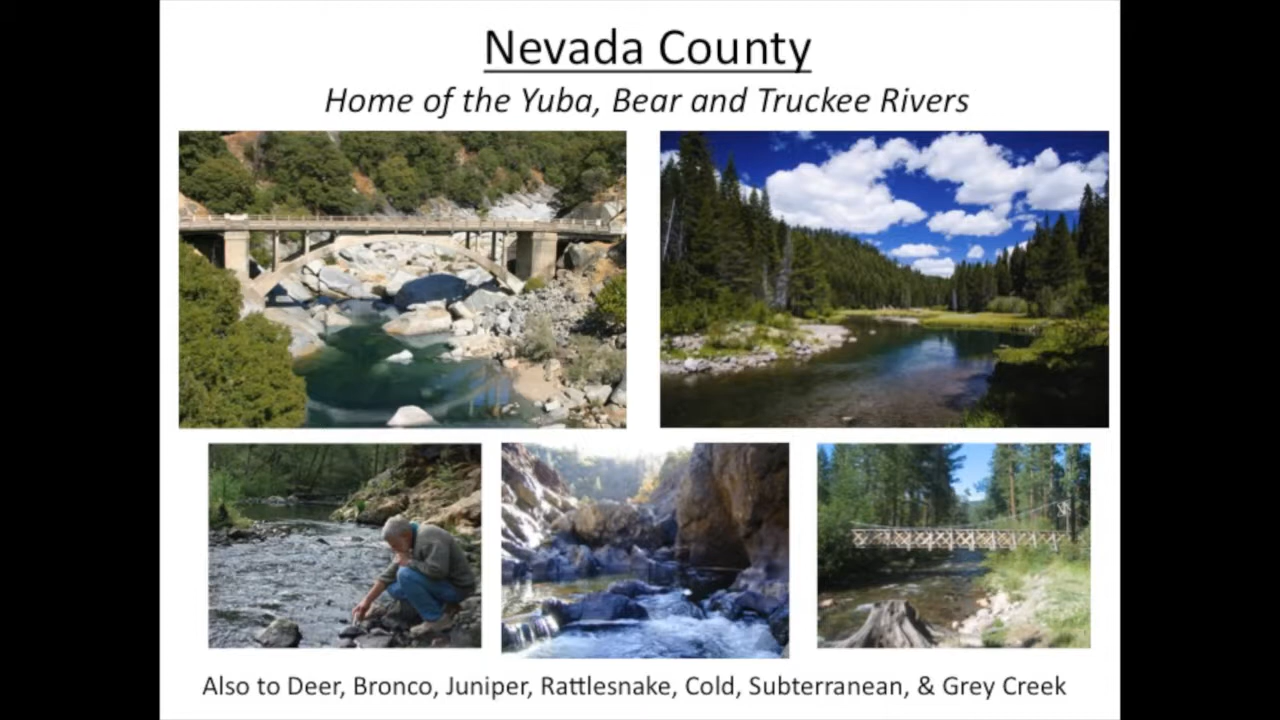 Nevada County
Home of the Yuba, Bear and Truckee Rivers
Also to Deer, Bronco, Juniper, Rattlesnake, Cold, Subterranean, & Grey Creek